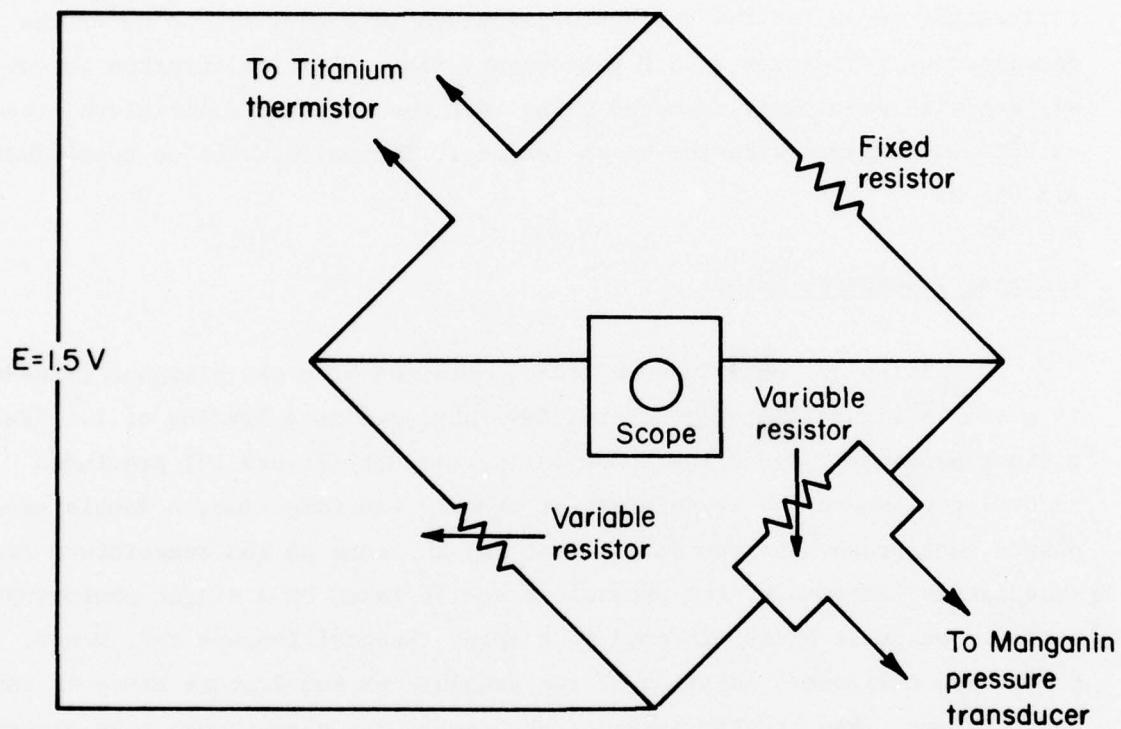 To Titanium
thermistor
Fixed
resistor
E=1.5 V
Scope
Variable
resistor
Variable
resistor
To Manganin
pressure
transducer